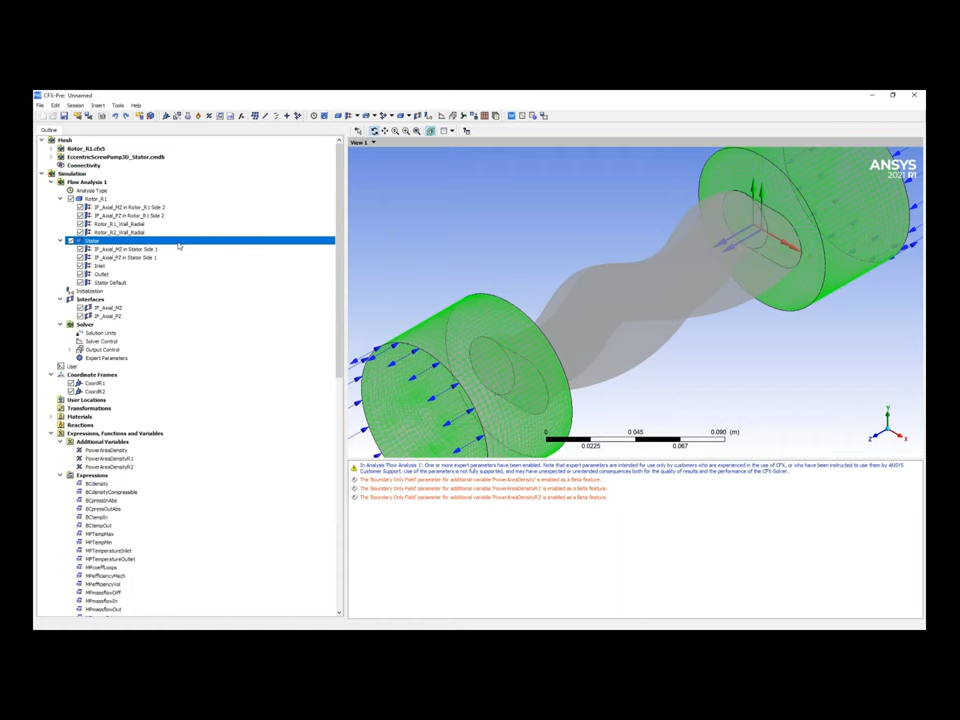 CFX-Pre: Unnamed
File Edit Session Insert Tools Help
Outline
Mesh
Rotor_R1.cfx5
EccentricScrewPump3D_Stator.cmdb
Connectivity
Simulation
Flow Analysis 1
Analysis Type
Rotor_R1
IF_Axial_MZ in Rotor_R1 Side 2
IF_Axial_PZ in Rotor_R1 Side 2
Rotor_R1_Wall_Radial
Rotor_R2_Wall_Radial
Stator
IF_Axial_MZ in Stator Side 1
IF_Axial_PZ in Stator Side 1
Inlet
Outlet
Stator Default
Initialization
Interfaces
IF_Axial_MZ
IF_Axial_PZ
Solver
Solution Units
Solver Control
Output Control
Expert Parameters
User
Coordinate Frames
CoordR1
CoordR2
User Locations
Transformations
Materials
Reactions
Expressions, Functions and Variables
Additional Variables
PowerAreaDensity
PowerAreaDensityR1
PowerAreaDensityR2
Expressions
BCdensity
BCdensityCompressible
BCpressInAbs
BCpressOutAbs
BCtempIn
BCtempOut
MPTempMax
MPTempMin
MPTemperatureInlet
MPTemperatureOutlet
MPcoeffLoops
MPefficiencyMech
MPefficiencyVol
MPmassflowDiff
MPmassflowIn
MPmassflowOut
View 1
ANSYS
2021 R1
0 0.045 0.090 (m)
0.0225 0.067
Y
Z X
In Analysis 'Flow Analysis 1': One or more expert parameters have been enabled. Note that expert parameters are intended for use only by customers who are experienced in the use of CFX, or who have been instructed to use them by ANSYS
Customer Support. Use of the parameters is not fully supported, and may have unexpected or unintended consequences both for the quality of results and the performance of the CFX-Solver.
The 'Boundary Only Field' parameter for additional variable 'PowerAreaDensity' is enabled as a Beta feature.
The 'Boundary Only Field' parameter for additional variable 'PowerAreaDensityR1' is enabled as a Beta feature.
The 'Boundary Only Field' parameter for additional variable 'PowerAreaDensityR2' is enabled as a Beta feature.